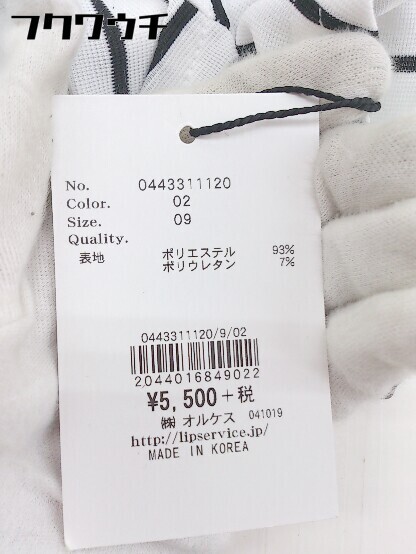 フクワウチ
No. 0443311120
Color. 02
Size. 09
Quality.
表地 ポリエステル 93%
ポリウレタン 7%
0443311120/9/02
2044016849022
¥5,500+税
㈱オルケス 041019
http://lipservice.jp/
MADE IN KOREA